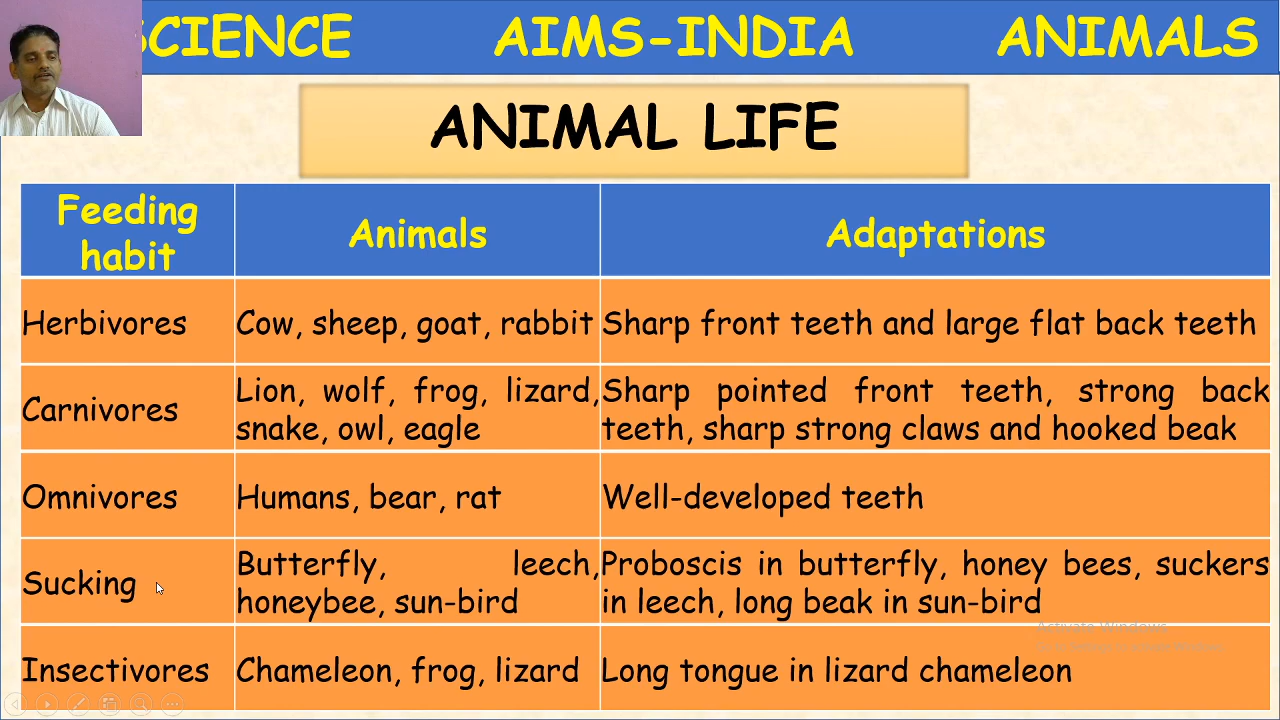 SCIENCE AIMS-INDIA ANIMALS
ANIMAL LIFE
Feeding habit Animals Adaptations
Herbivores Cow, sheep, goat, rabbit Sharp front teeth and large flat back teeth
Carnivores Lion, wolf, frog, lizard, snake, owl, eagle Sharp pointed front teeth, strong back teeth, sharp strong claws and hooked beak
Omnivores Humans, bear, rat Well-developed teeth
Sucking Butterfly, leech, honeybee, sun-bird Proboscis in butterfly, honey bees, suckers in leech, long beak in sun-bird
Activate Windows
Insectivores Chameleon, frog, lizard Long tongue in lizard chameleon